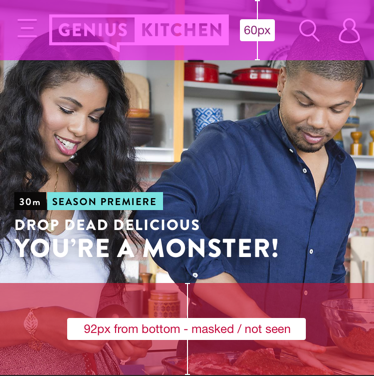 GENIUS KITCHEN
60px
30m SEASON PREMIERE
DROP DEAD DELICIOUS
YOU'RE A MONSTER!
92px from bottom - masked / not seen